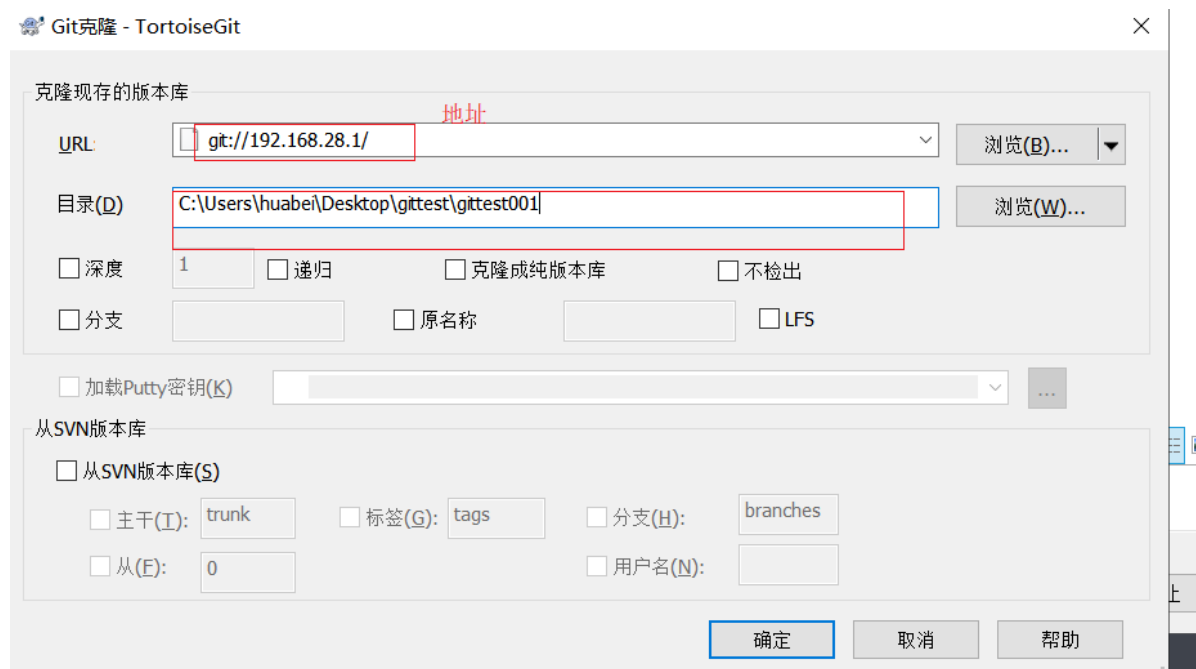 Git克隆 - TortoiseGit
克隆现存的版本库
地址
URL:
git://192.168.28.1/
浏览(B)...
目录(D)
C:\Users\huabei\Desktop\gittest\gittest001
浏览(W)...
深度
1
递归
克隆成纯版本库
不检出
分支
原名称
LFS
加载Putty密钥(K)
...
从SVN版本库
从SVN版本库(S)
主干(T):
trunk
标签(G):
tags
分支(H):
branches
从(F):
0
用户名(N):
确定
取消
帮助